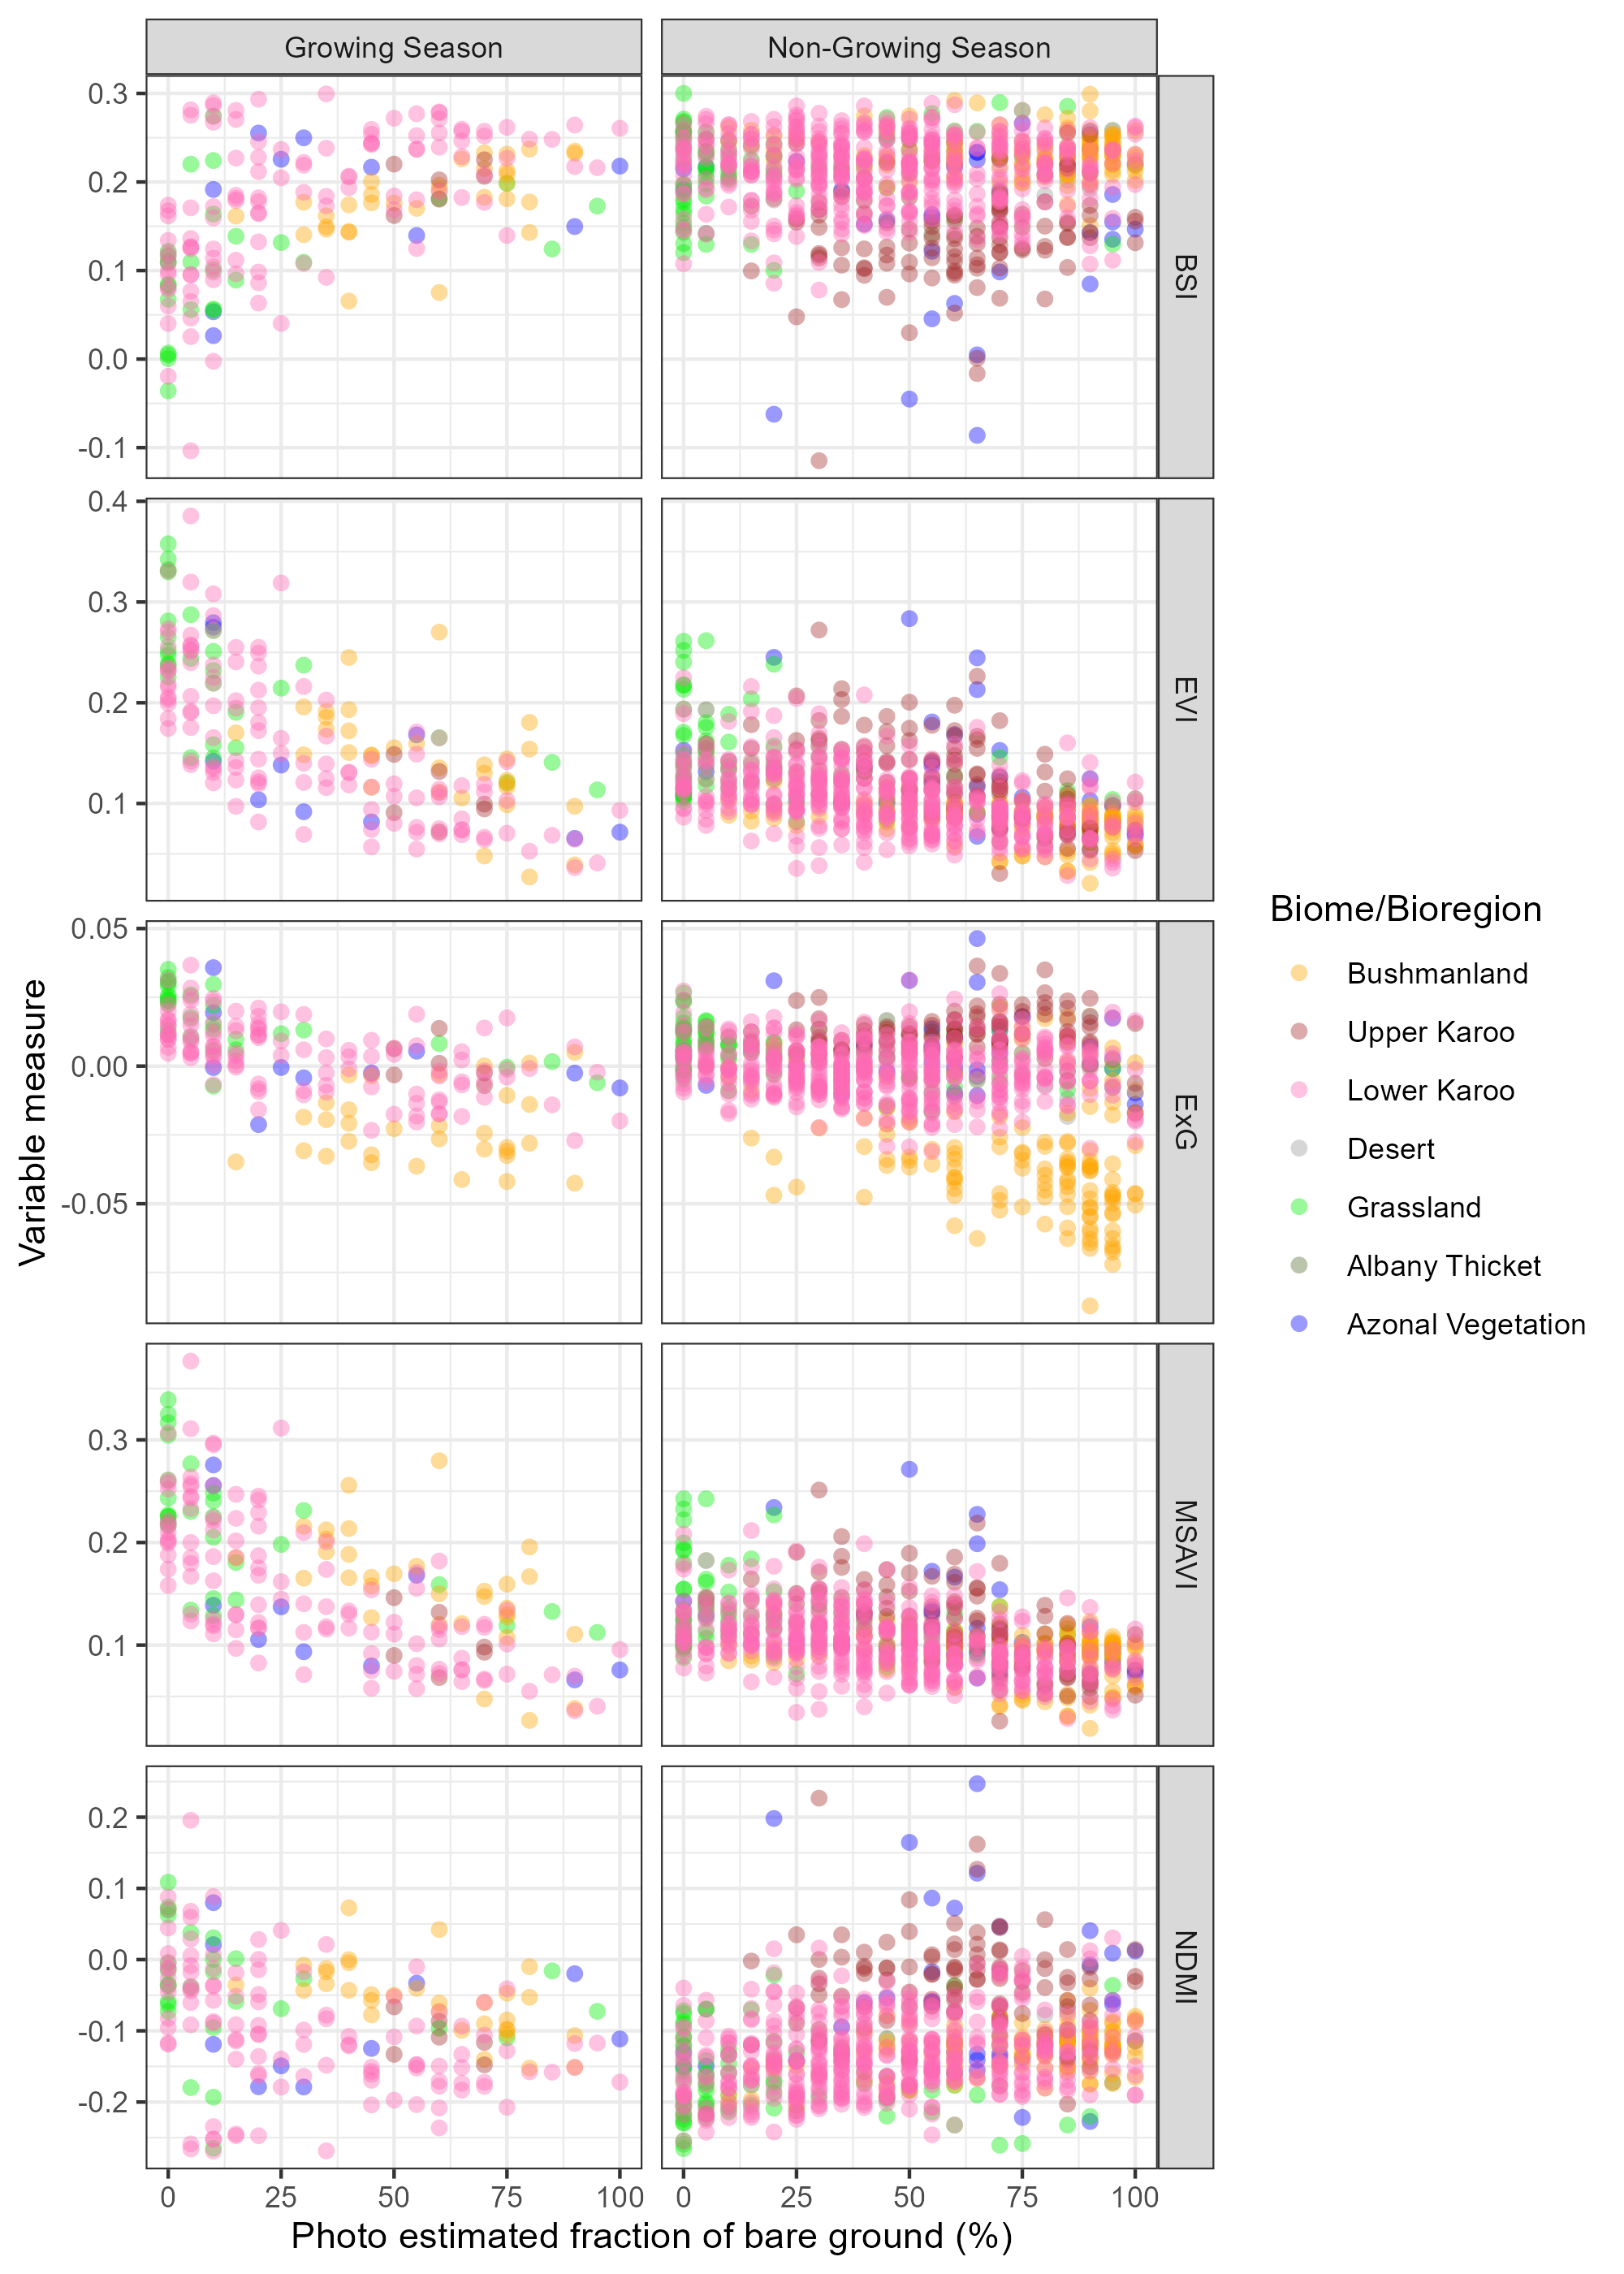 Growing Season
Non-Growing Season
0.3
0.2
0.1
0.0
-0.1
BSI
0.4
0.3
0.2
0.1
EVI
0.05
0.00
-0.05
ExG
0.3
0.2
0.1
MSAVI
0.2
0.1
0.0
-0.1
-0.2
NDMI
0 25 50 75 100
0 25 50 75 100
Photo estimated fraction of bare ground (%)
Variable measure
Biome/Bioregion
Bushmanland
Upper Karoo
Lower Karoo
Desert
Grassland
Albany Thicket
Azonal Vegetation